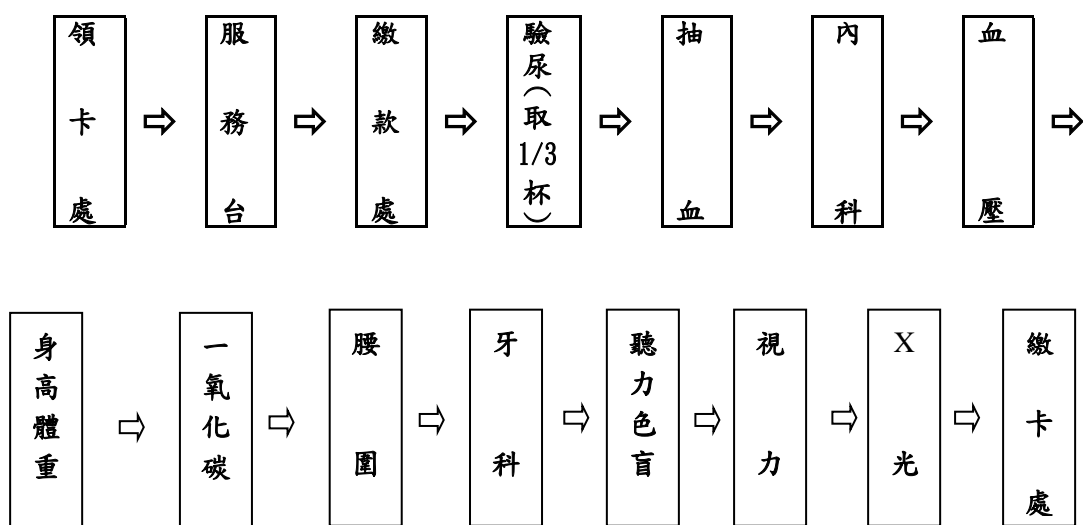 領卡處
服務台
繳款處
驗尿(取1/3杯)
抽血
內科
血壓
身高體重
一氧化碳
腰圍
牙科
聽力色盲
視力
X光
繳卡處